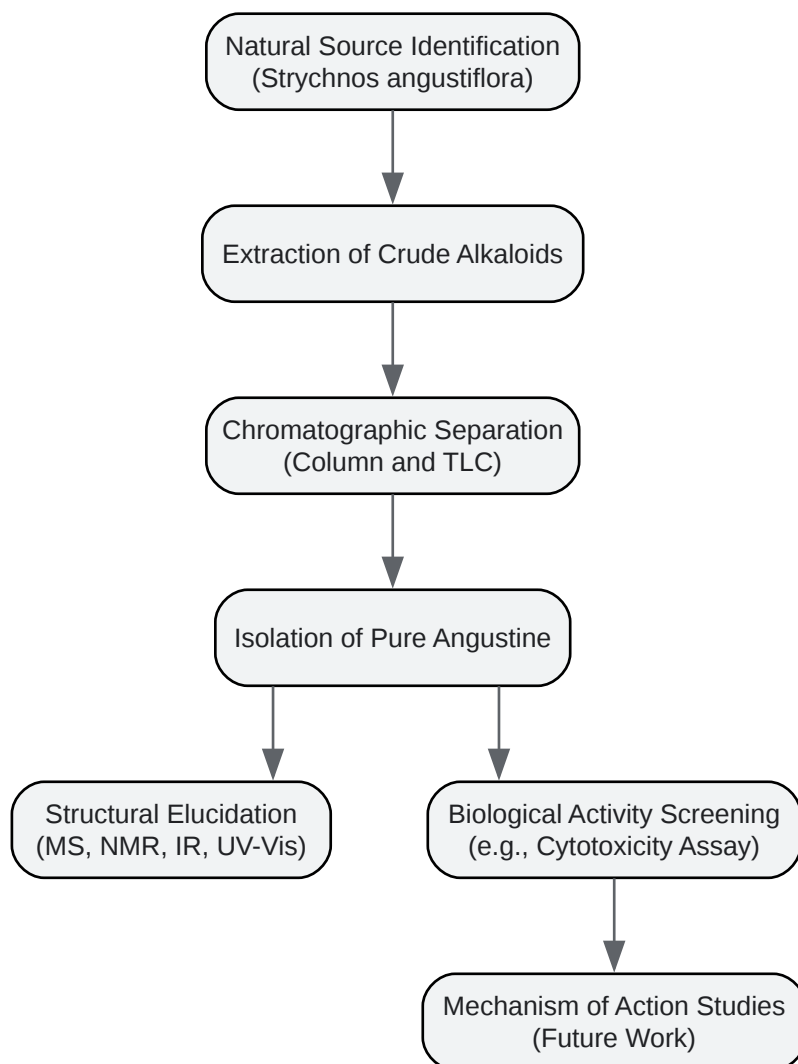 Natural Source Identification
(Strychnos angustiflora)
Extraction of Crude Alkaloids
Chromatographic Separation
(Column and TLC)
Isolation of Pure Angustine
Structural Elucidation
(MS, NMR, IR, UV-Vis)
Biological Activity Screening
(e.g., Cytotoxicity Assay)
Mechanism of Action Studies
(Future Work)